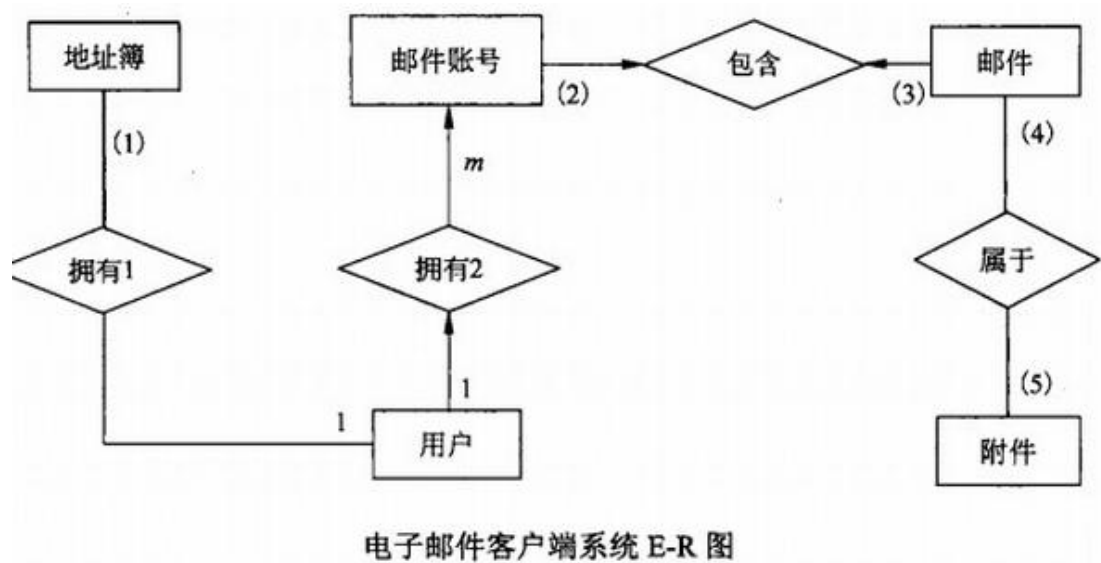 地址簿
邮件账号
(2)
包含
(3)
邮件
(1)
m
(4)
拥有1
拥有2
属于
1
1
用户
(5)
附件
电子邮件客户端系统 E-R 图